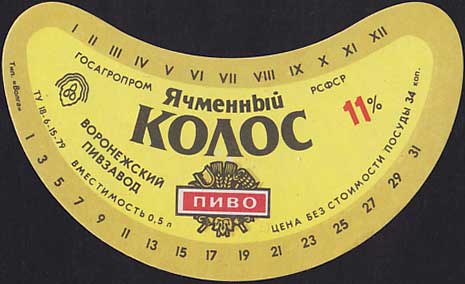 I II III IV V VI VII VIII IX X XI XII
ГОСАГРОПРОМ
РСФСР
Тип. «Волга»
ТУ 18.6.15-79
Ячменный
КОЛОС
11%
ВОРОНЕЖСКИЙ
ПИВЗАВОД
ВМЕСТИМОСТЬ 0,5 л
ПИВО
ЦЕНА БЕЗ СТОИМОСТИ ПОСУДЫ 34 коп.
1 3 5 7 9 11 13 15 17 19 21 23 25 27 29 31